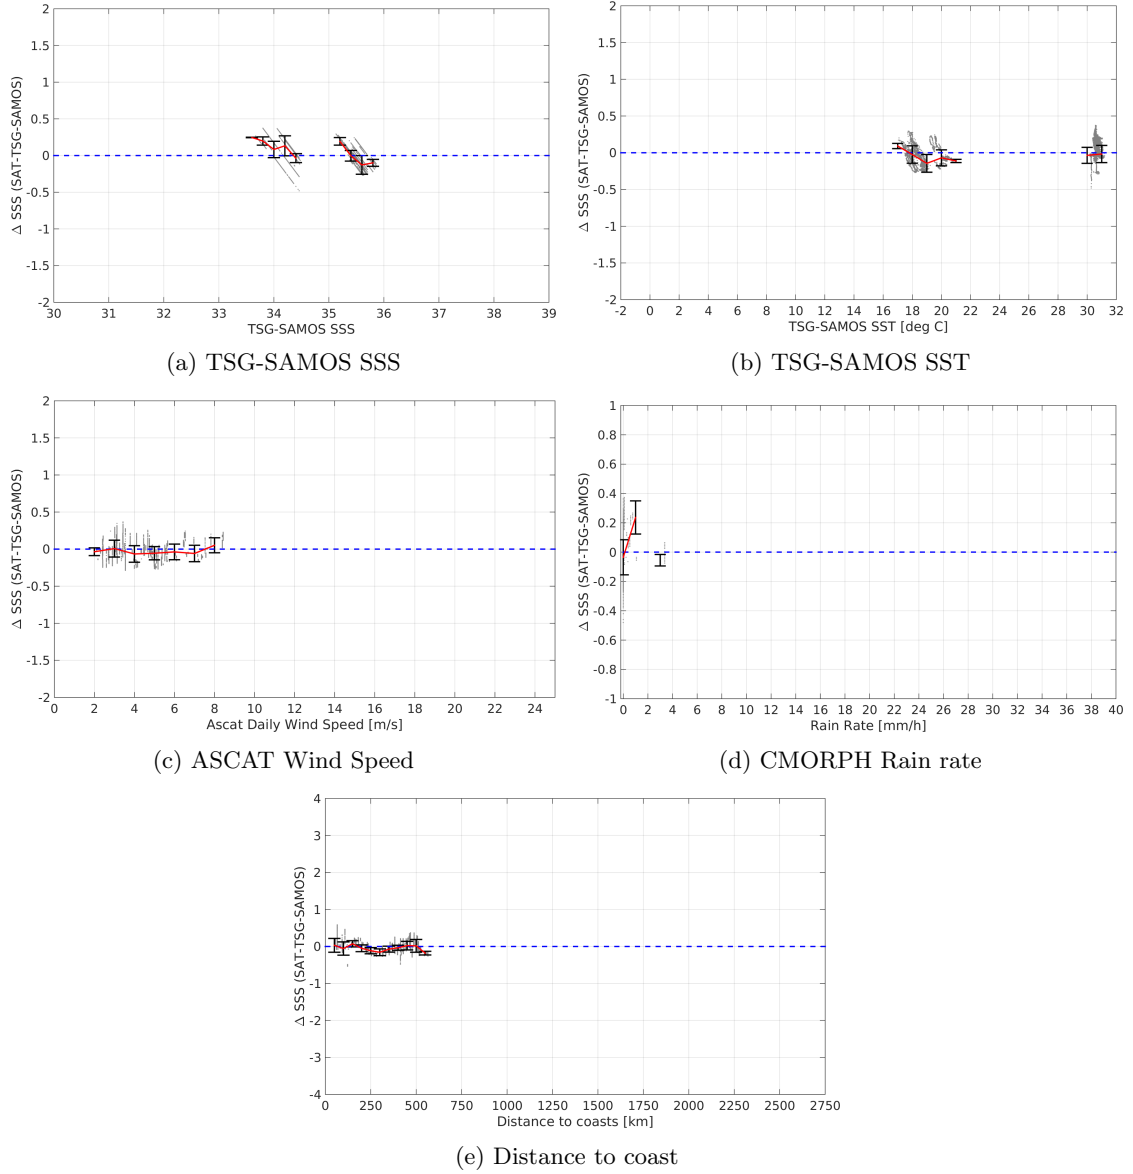 2
1.5
1
0.5
0
-0.5
-1
-1.5
-2
Δ SSS (SAT-TSG-SAMOS)
30 31 32 33 34 35 36 37 38 39
TSG-SAMOS SSS
(a) TSG-SAMOS SSS
2
1.5
1
0.5
0
-0.5
-1
-1.5
-2
Δ SSS (SAT-TSG-SAMOS)
-2 0 2 4 6 8 10 12 14 16 18 20 22 24 26 28 30 32
TSG-SAMOS SST [deg C]
(b) TSG-SAMOS SST
2
1.5
1
0.5
0
-0.5
-1
-1.5
-2
Δ SSS (SAT-TSG-SAMOS)
0 2 4 6 8 10 12 14 16 18 20 22 24
Ascat Daily Wind Speed [m/s]
(c) ASCAT Wind Speed
1
0.8
0.6
0.4
0.2
0
-0.2
-0.4
-0.6
-0.8
-1
Δ SSS (SAT-TSG-SAMOS)
0 2 4 6 8 10 12 14 16 18 20 22 24 26 28 30 32 34 36 38 40
Rain Rate [mm/h]
(d) CMORPH Rain rate
4
3
2
1
0
-1
-2
-3
-4
Δ SSS (SAT-TSG-SAMOS)
0 250 500 750 1000 1250 1500 1750 2000 2250 2500 2750
Distance to coasts [km]
(e) Distance to coast